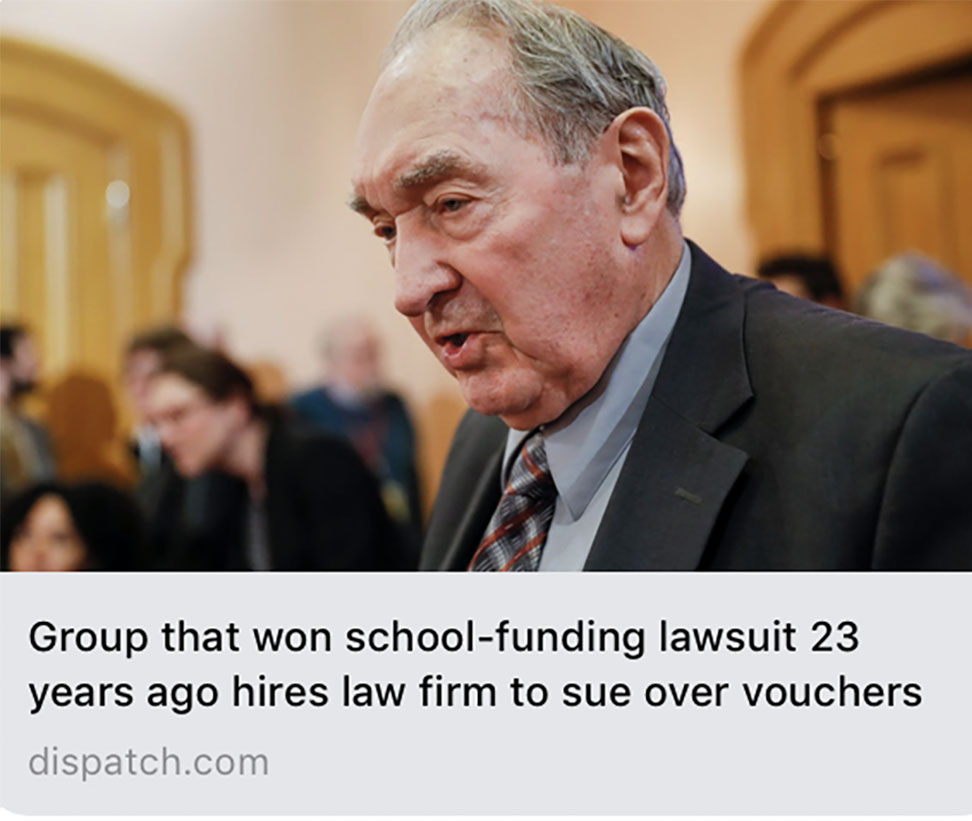 Group that won school-funding lawsuit 23
years ago hires law firm to sue over vouchers
dispatch.com